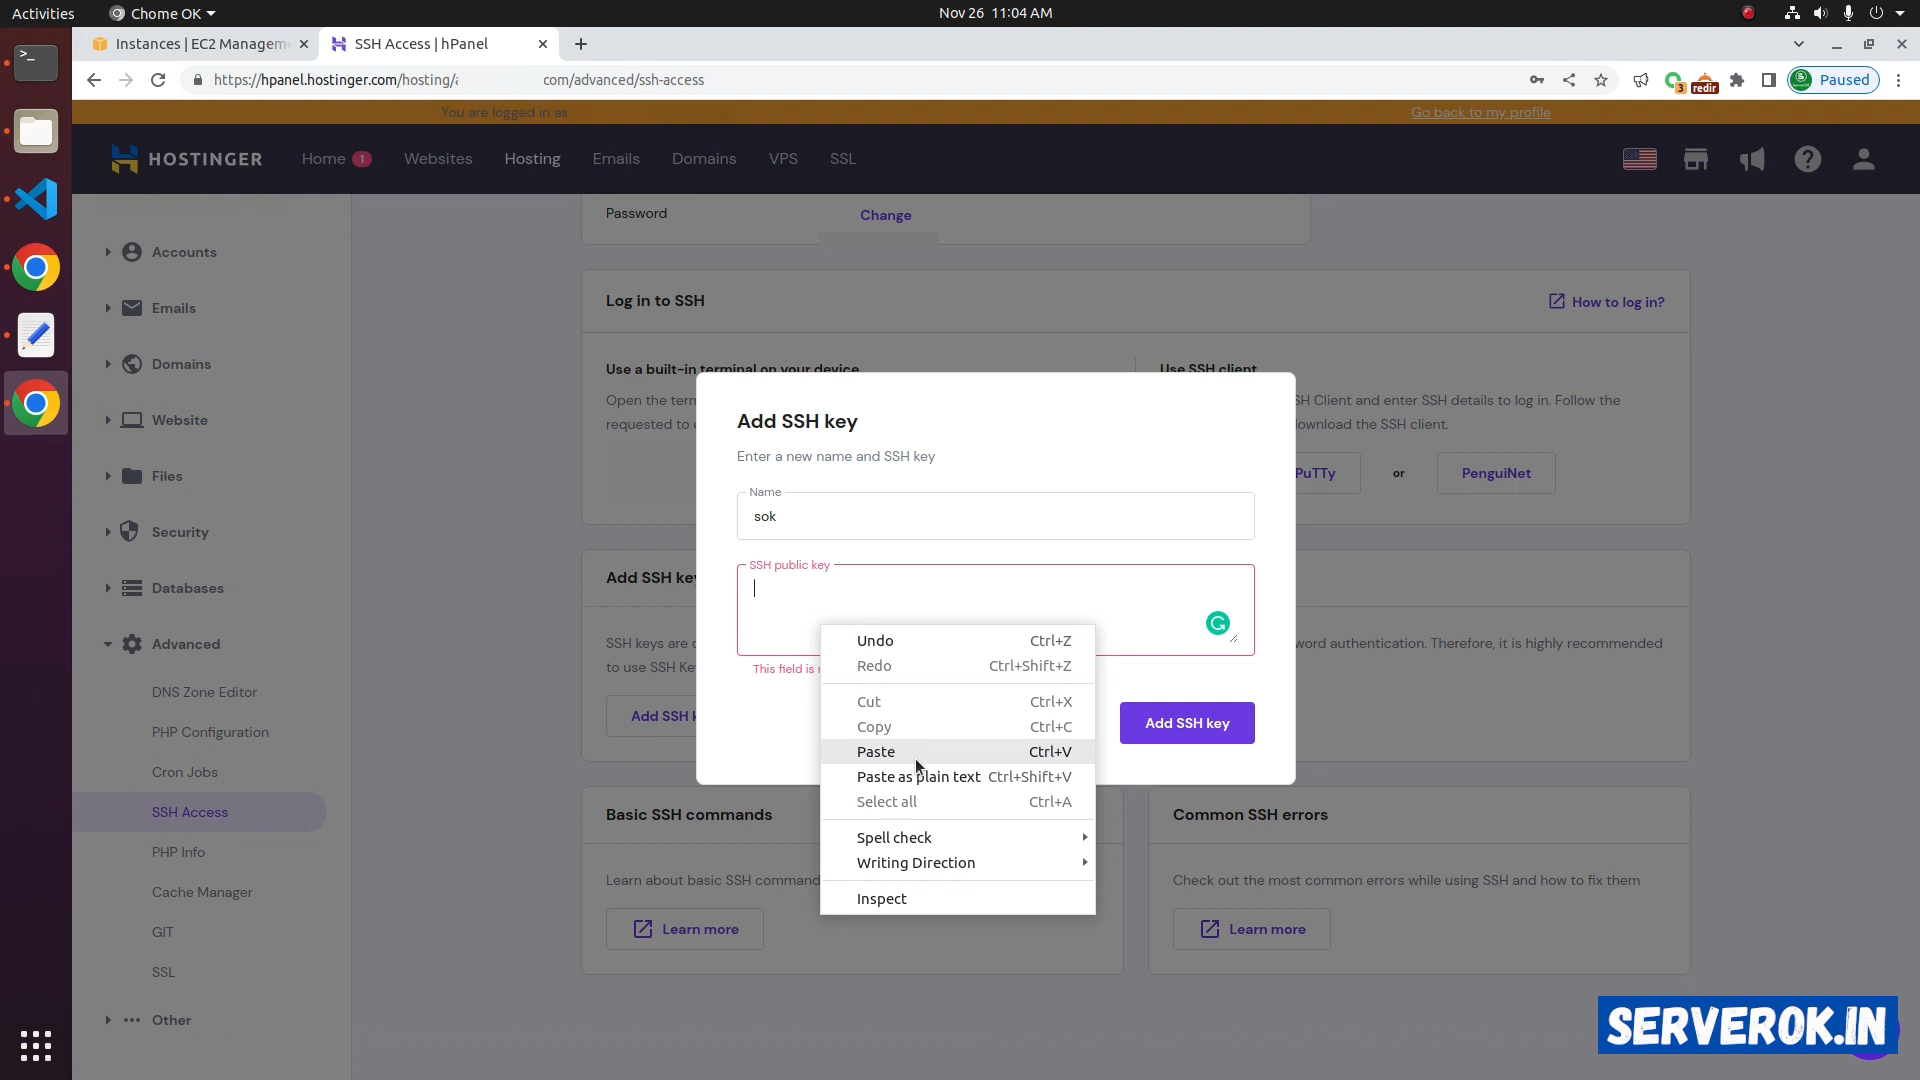 Activities
Chome OK
Nov 26 11:04 AM
Instances | EC2 Managem
SSH Access | hPanel
https://hpanel.hostinger.com/hosting/
com/advanced/ssh-access
3
redir
Paused
You are logged in as
Go back to my profile
HOSTINGER
Home 1
Websites
Hosting
Emails
Domains
VPS
SSL
Accounts
Emails
Domains
Website
Files
Security
Databases
Advanced
DNS Zone Editor
PHP Configuration
Cron Jobs
SSH Access
PHP Info
Cache Manager
GIT
SSL
Other
Password
Change
Log in to SSH
How to log in?
Use a built-in terminal on your device
Open the
requested to
Use SSH client
SH Client and enter SSH details to log in. Follow the
download the SSH client.
PuTTy
or
PenguiNet
Add SSH
SSH keys are
word authentication. Therefore, it is highly recommended
to use SSH
Add SSH
Add SSH key
Enter a new name and SSH key
Name
sok
SSH public key
This field is
Add SSH key
Undo Ctrl+Z
Redo Ctrl+Shift+Z
Cut Ctrl+X
Copy Ctrl+C
Paste Ctrl+V
Paste as plain text Ctrl+Shift+V
Select all Ctrl+A
Spell check
Writing Direction
Inspect
Basic SSH commands
Learn about basic SSH command
Learn more
Common SSH errors
Check out the most common errors while using SSH and how to fix them
Learn more
SERVEROK.IN